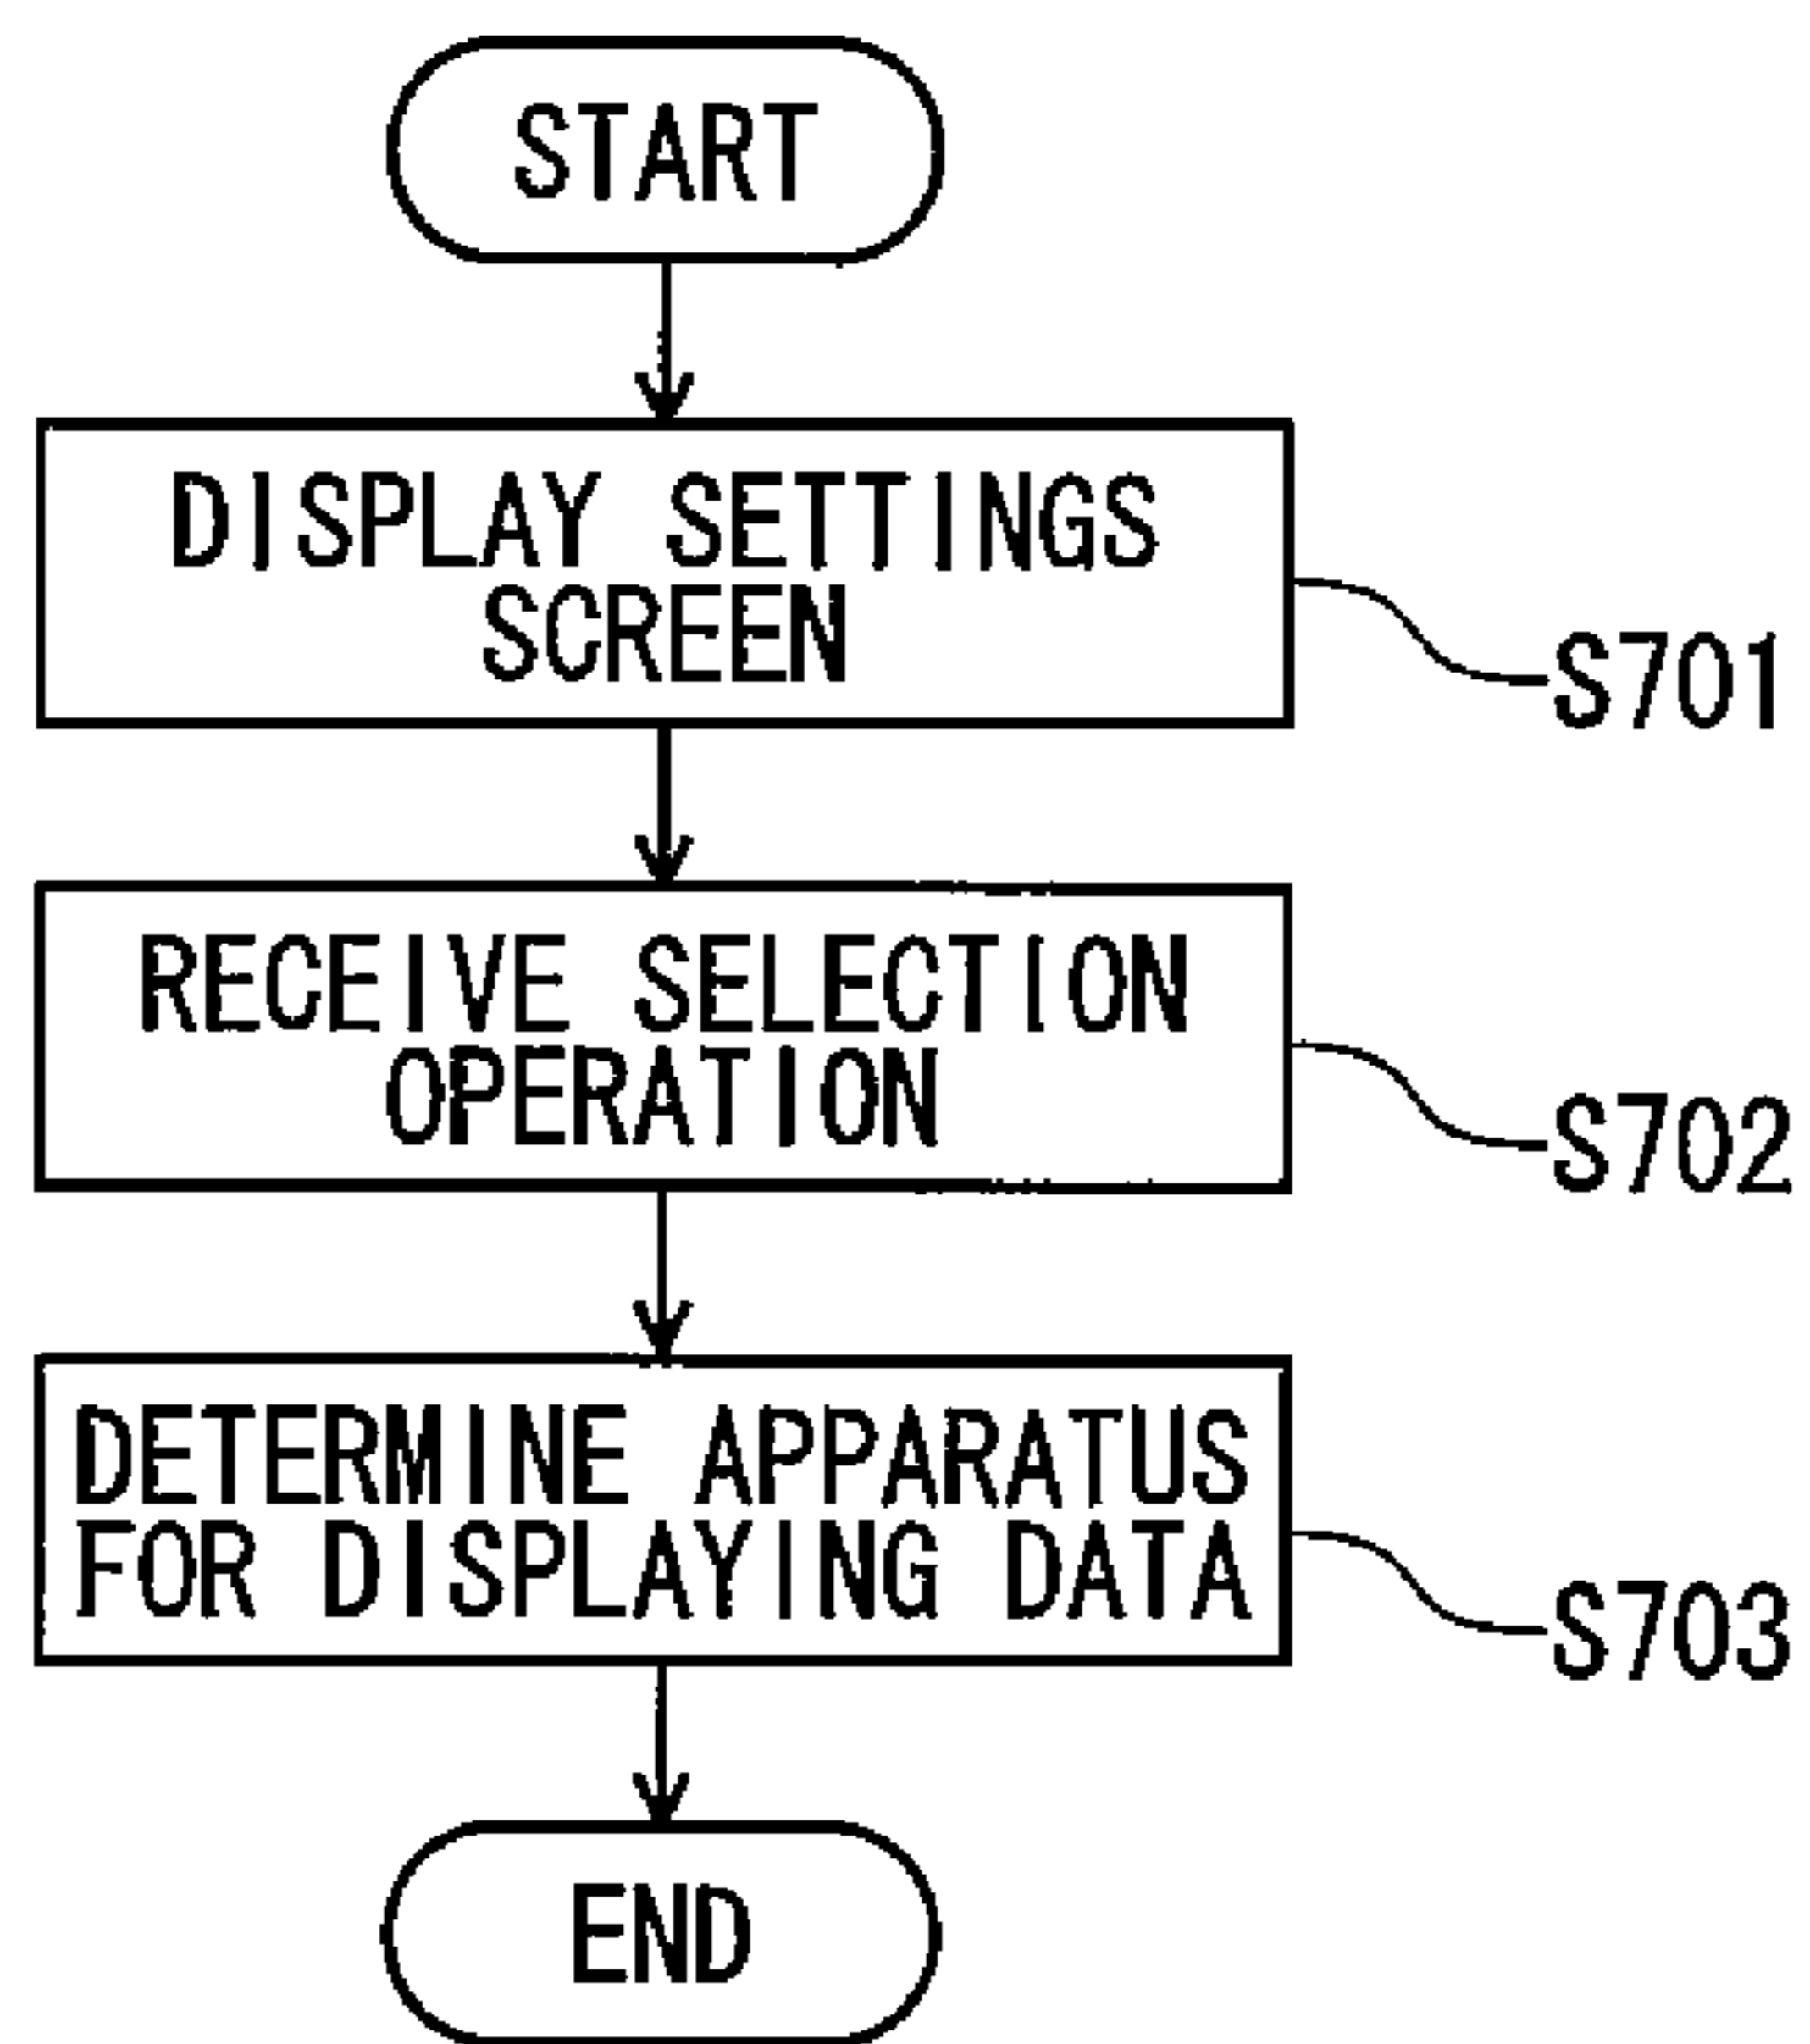 START
DISPLAY SETTINGS
SCREEN
S701
RECEIVE SELECTION
OPERATION
S702
DETERMINE APPARATUS
FOR DISPLAYING DATA
S703
END